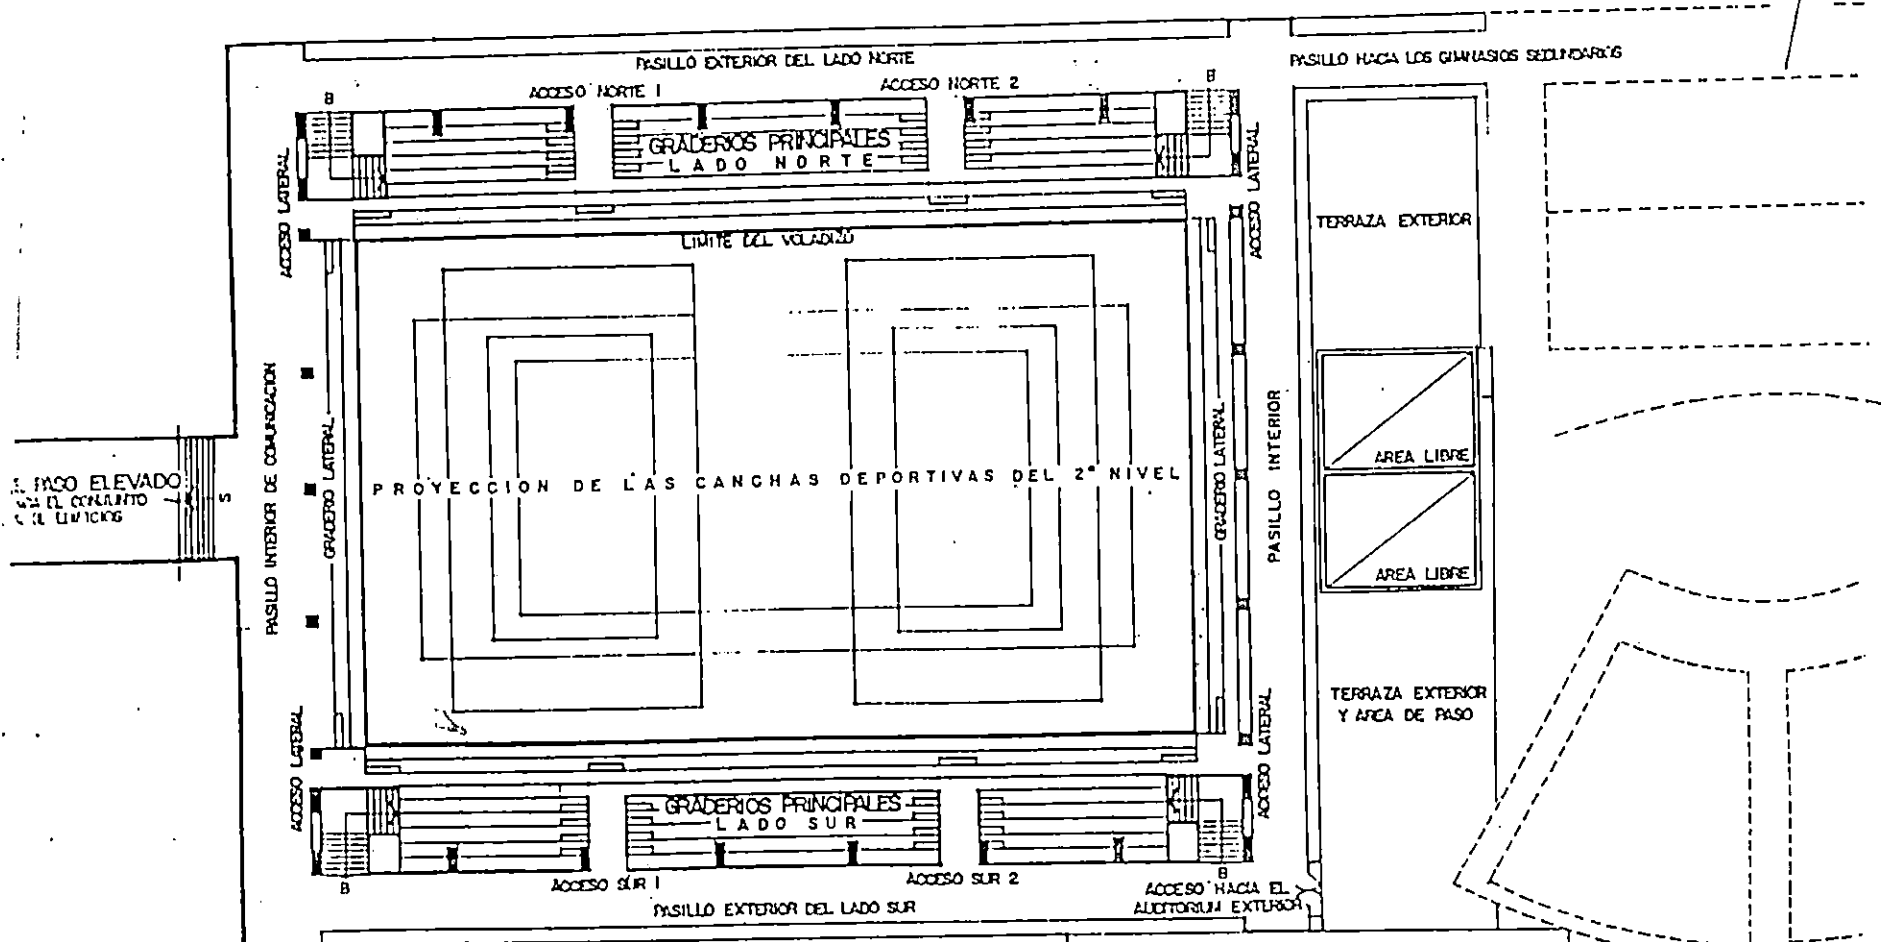 PASILLO EXTERIOR DEL LADO NORTE
PASILLO HACIA LOS GIMNASIOS SECUNDARIOS
ACCESO NORTE 1
ACCESO NORTE 2
B
B
GRADERIOS PRINCIPALES
LADO NORTE
ACCESO LATERAL
ACCESO LATERAL
LIMITE DEL VOLADIZO
TERRAZA EXTERIOR
PASILLO INTERIOR DE COMUNICACION
GRADERIO LATERAL
PROYECCION DE LAS CANCHAS DEPORTIVAS DEL 2º NIVEL
GRADERIO LATERAL
PASILLO INTERIOR
AREA LIBRE
AREA LIBRE
PASO ELEVADO
EL CONJUNTO
S
TERRAZA EXTERIOR
Y AREA DE PASO
ACCESO LATERAL
ACCESO LATERAL
GRADERIOS PRINCIPALES
LADO SUR
B
B
ACCESO SUR 1
ACCESO SUR 2
ACCESO HACIA EL
AUDITORIUM EXTERIOR
PASILLO EXTERIOR DEL LADO SUR